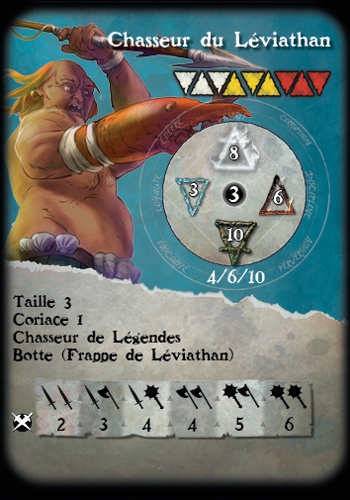 Chasseur du Léviathan
8
3
3
6
10
4/6/10
Taille 3
Coriace 1
Chasseur de Légendes
Botte (Frappe de Léviathan)
2 3 4 4 5 6